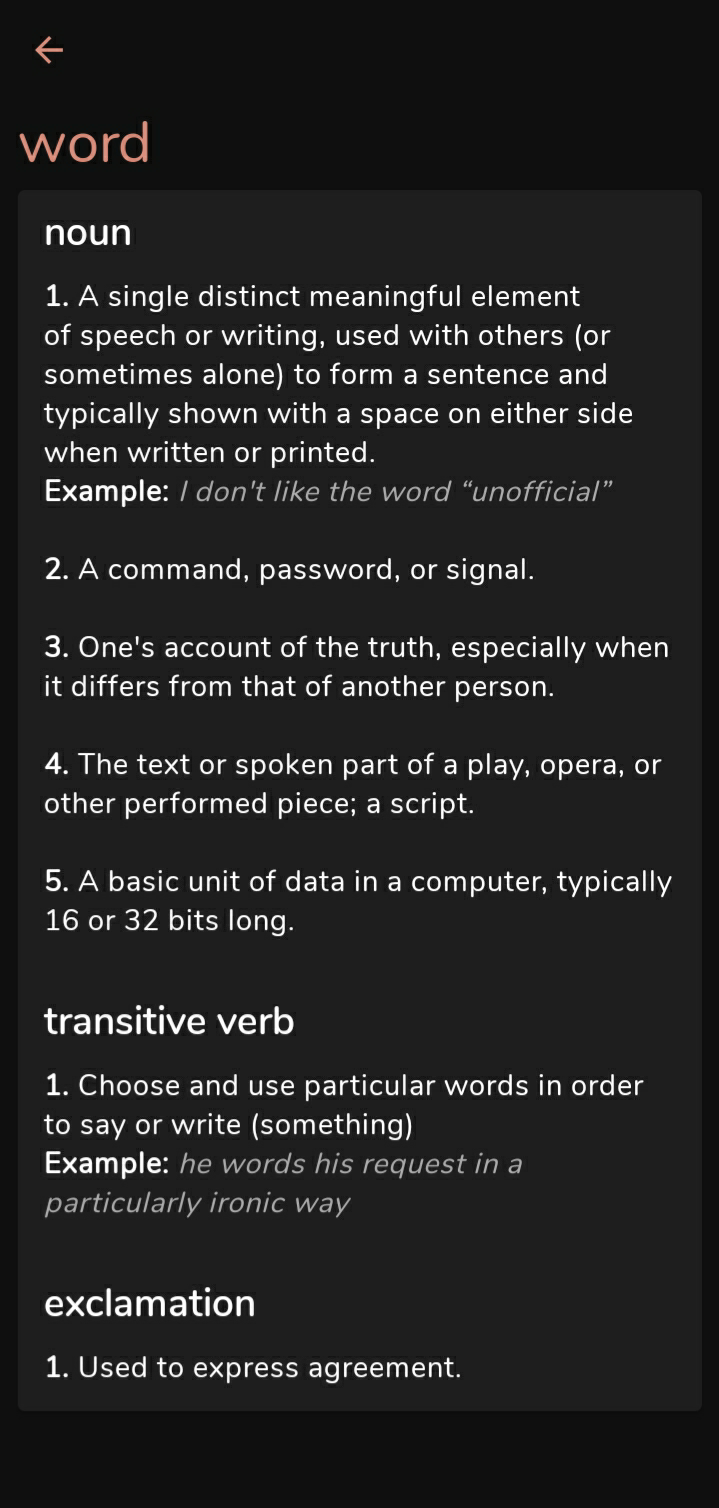 word
noun
1. A single distinct meaningful element
of speech or writing, used with others (or
sometimes alone) to form a sentence and
typically shown with a space on either side
when written or printed.
Example: I don't like the word “unofficial”
2. A command, password, or signal.
3. One's account of the truth, especially when
it differs from that of another person.
4. The text or spoken part of a play, opera, or
other performed piece; a script.
5. A basic unit of data in a computer, typically
16 or 32 bits long.
transitive verb
1. Choose and use particular words in order
to say or write (something)
Example: he words his request in a
particularly ironic way
exclamation
1. Used to express agreement.